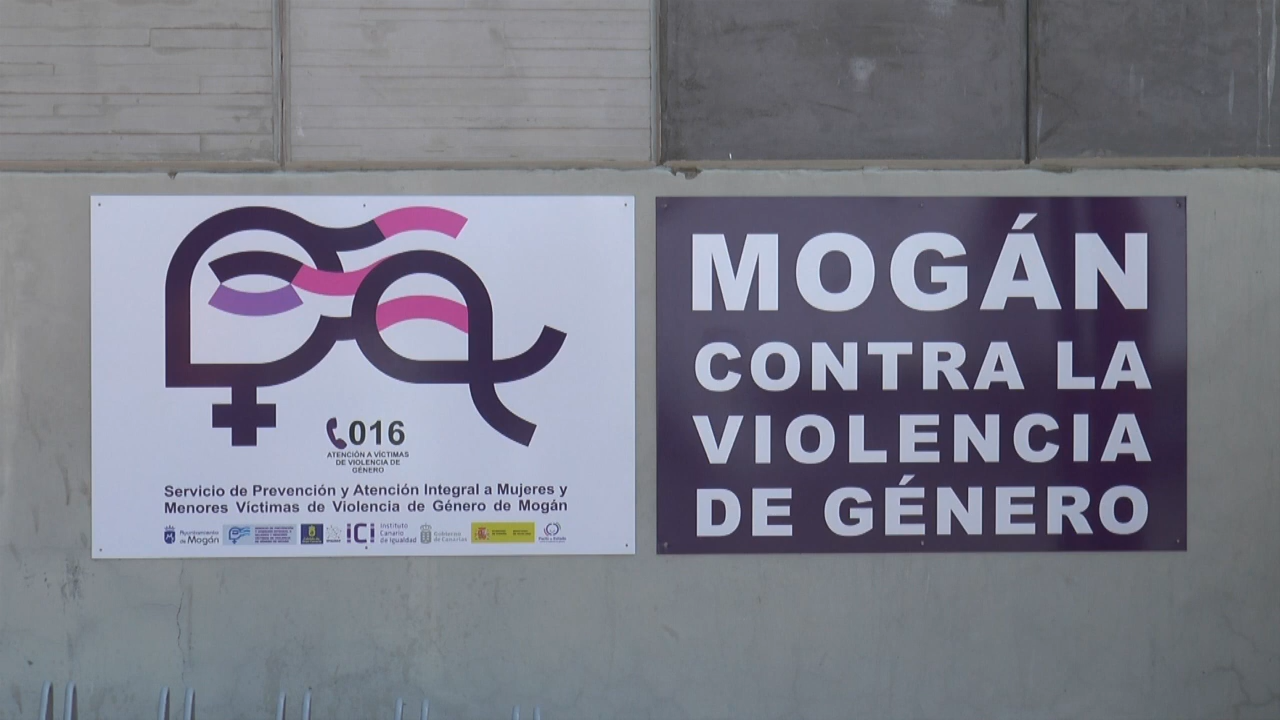 016
ATENCIÓN A VÍCTIMAS
DE VIOLENCIA DE
GÉNERO
Servicio de Prevención y Atención Integral a Mujeres y
Menores Víctimas de Violencia de Género de Mogán
Ayuntamiento
de Mogán
iCi
Instituto
Canario
de Igualdad
Gobierno
de Canarias
MOGÁN
CONTRA LA
VIOLENCIA
DE GÉNERO